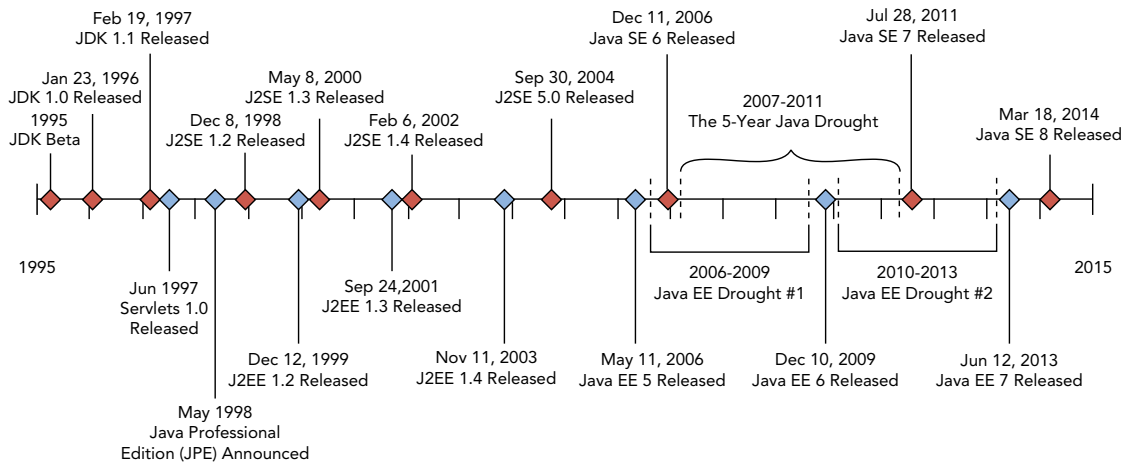 Feb 19, 1997
JDK 1.1 Released
Dec 11, 2006
Java SE 6 Released
Jul 28, 2011
Java SE 7 Released
Jan 23, 1996
JDK 1.0 Released
May 8, 2000
J2SE 1.3 Released
Sep 30, 2004
J2SE 5.0 Released
2007-2011
The 5-Year Java Drought
1995
JDK Beta
Dec 8, 1998
J2SE 1.2 Released
Feb 6, 2002
J2SE 1.4 Released
Mar 18, 2014
Java SE 8 Released
1995
2015
Jun 1997
Servlets 1.0
Released
Sep 24,2001
J2EE 1.3 Released
2006-2009
Java EE Drought #1
2010-2013
Java EE Drought #2
Dec 12, 1999
J2EE 1.2 Released
Nov 11, 2003
J2EE 1.4 Released
May 11, 2006
Java EE 5 Released
Dec 10, 2009
Java EE 6 Released
Jun 12, 2013
Java EE 7 Released
May 1998
Java Professional
Edition (JPE) Announced